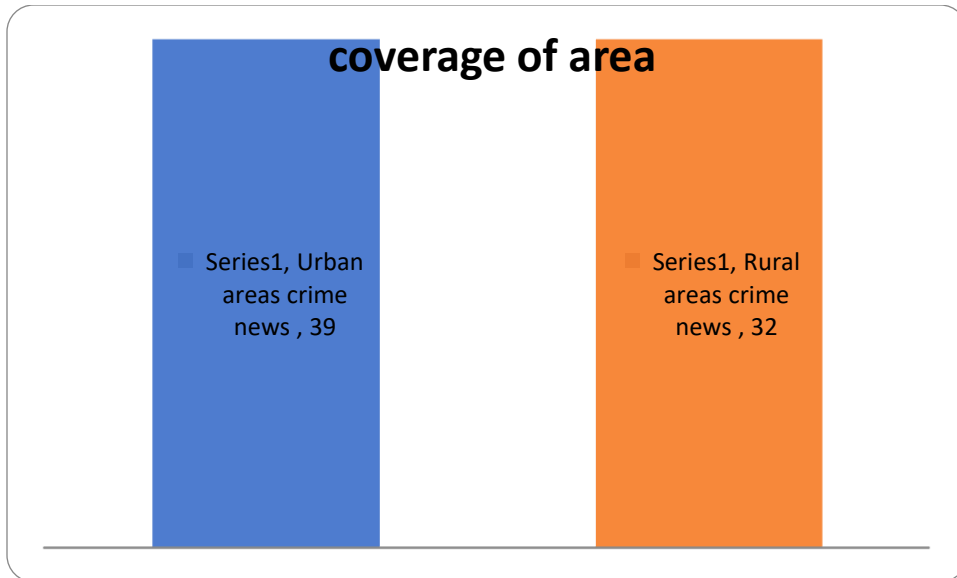 coverage of area
Series1, Urban
areas crime
news , 39
Series1, Rural
areas crime
news , 32